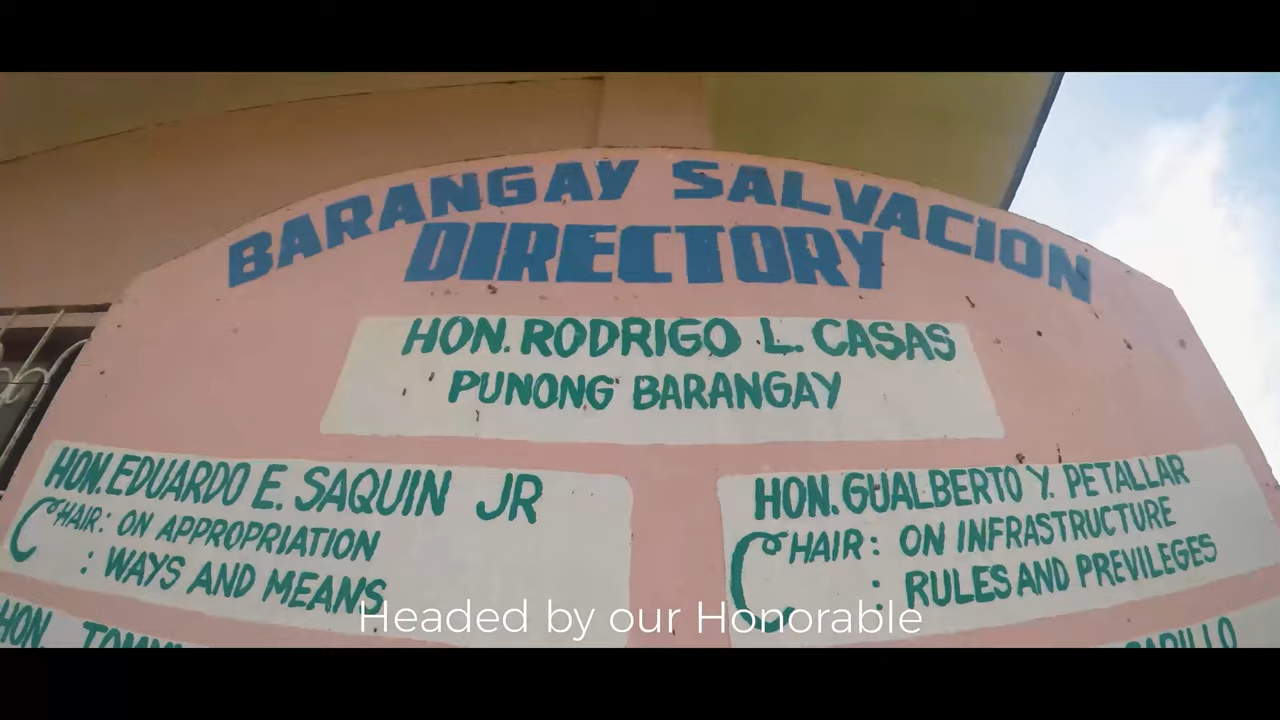 BARANGAY SALVACION
DIRECTORY
HON. RODRIGO L. CASAS
PUNONG BARANGAY
HON. EDUARDO E. SAQUIN JR
CHAIR: ON APPROPRIATION
: WAYS AND MEANS
HON. GUALBERTO Y. PETALLAR
CHAIR: ON INFRASTRUCTURE
: RULES AND PREVILEGES
HON.
Headed by our Honorable